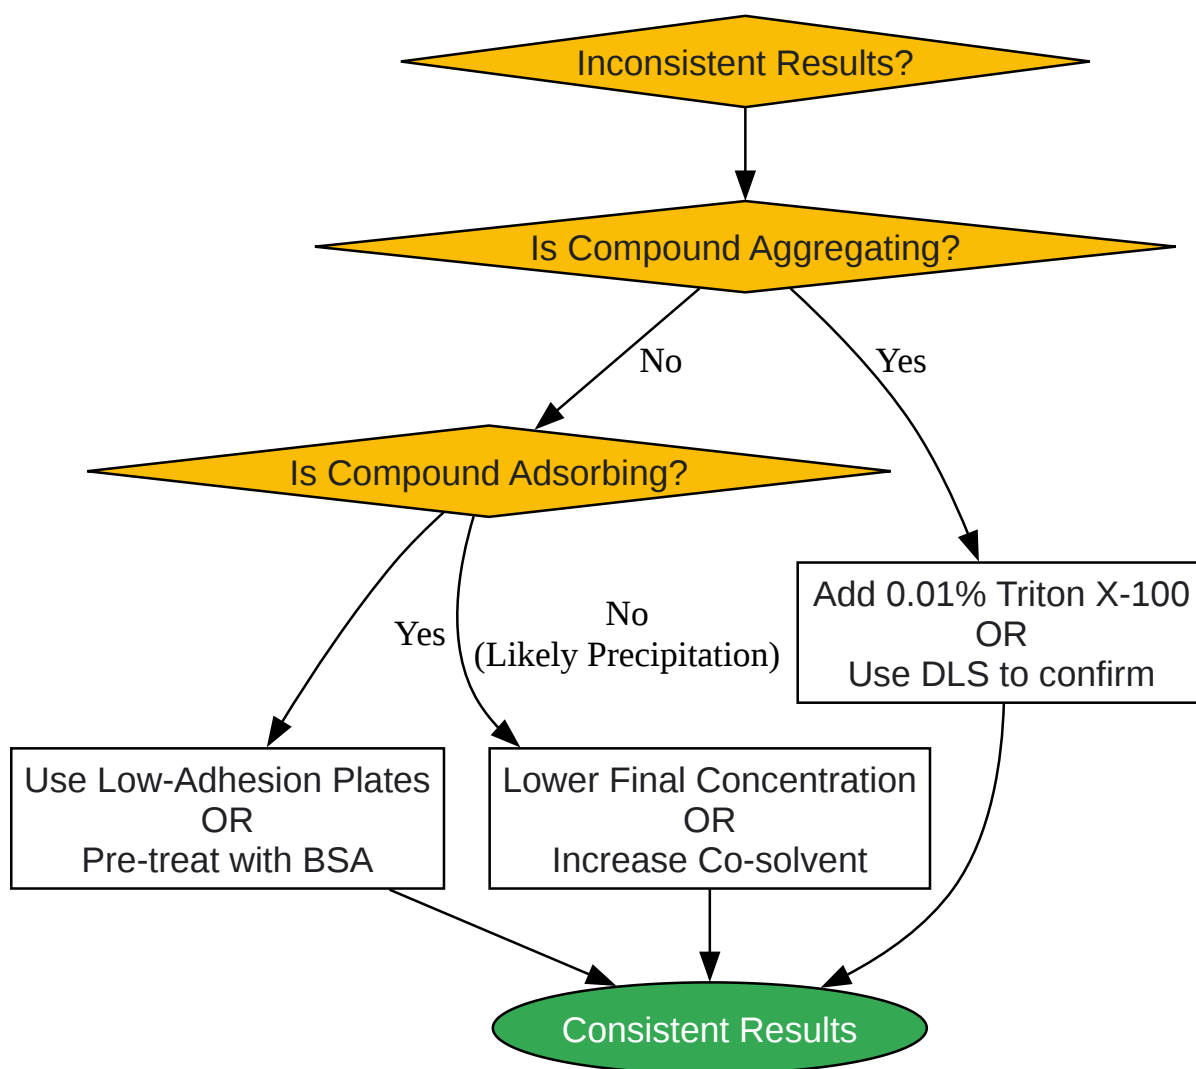 Inconsistent Results?
Is Compound Aggregating?
No
Yes
Is Compound Adsorbing?
Yes
No
(Likely Precipitation)
Add 0.01% Triton X-100
OR
Use DLS to confirm
Use Low-Adhesion Plates
OR
Pre-treat with BSA
Lower Final Concentration
OR
Increase Co-solvent
Consistent Results